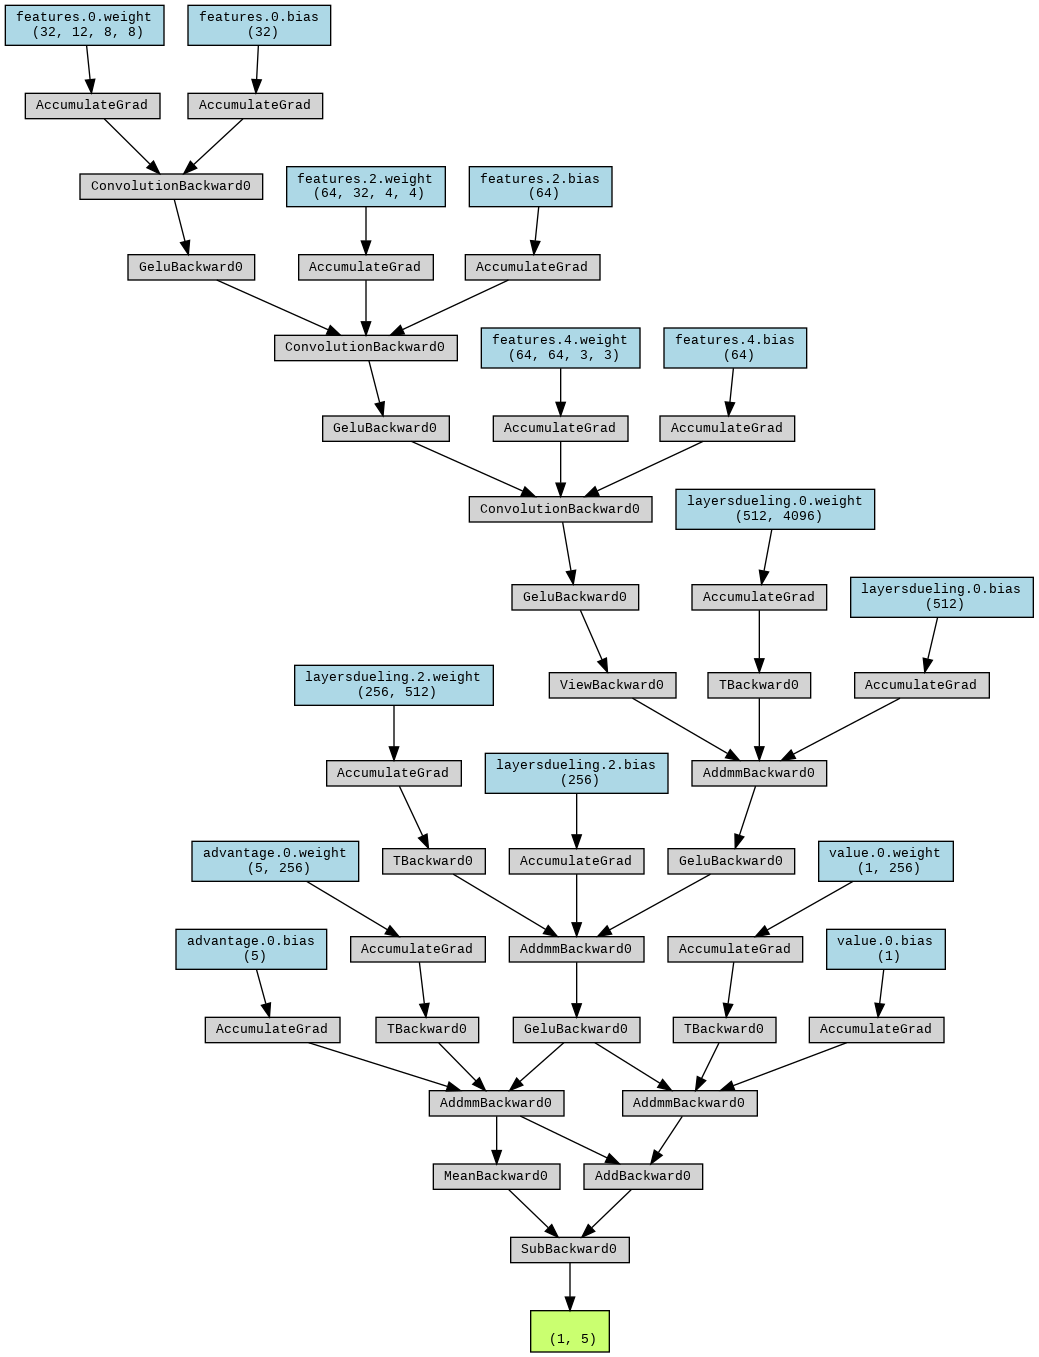 features.0.weight
(32, 12, 8, 8)
features.0.bias
(32)
AccumulateGrad
AccumulateGrad
ConvolutionBackward0
features.2.weight
(64, 32, 4, 4)
features.2.bias
(64)
GeluBackward0
AccumulateGrad
AccumulateGrad
ConvolutionBackward0
features.4.weight
(64, 64, 3, 3)
features.4.bias
(64)
GeluBackward0
AccumulateGrad
AccumulateGrad
ConvolutionBackward0
layersdueling.0.weight
(512, 4096)
GeluBackward0
AccumulateGrad
layersdueling.0.bias
(512)
layersdueling.2.weight
(256, 512)
ViewBackward0
TBackward0
AccumulateGrad
AccumulateGrad
layersdueling.2.bias
(256)
AddmmBackward0
advantage.0.weight
(5, 256)
TBackward0
AccumulateGrad
GeluBackward0
value.0.weight
(1, 256)
advantage.0.bias
(5)
AccumulateGrad
AddmmBackward0
AccumulateGrad
value.0.bias
(1)
AccumulateGrad
TBackward0
GeluBackward0
TBackward0
AccumulateGrad
AddmmBackward0
AddmmBackward0
MeanBackward0
AddBackward0
SubBackward0
(1, 5)